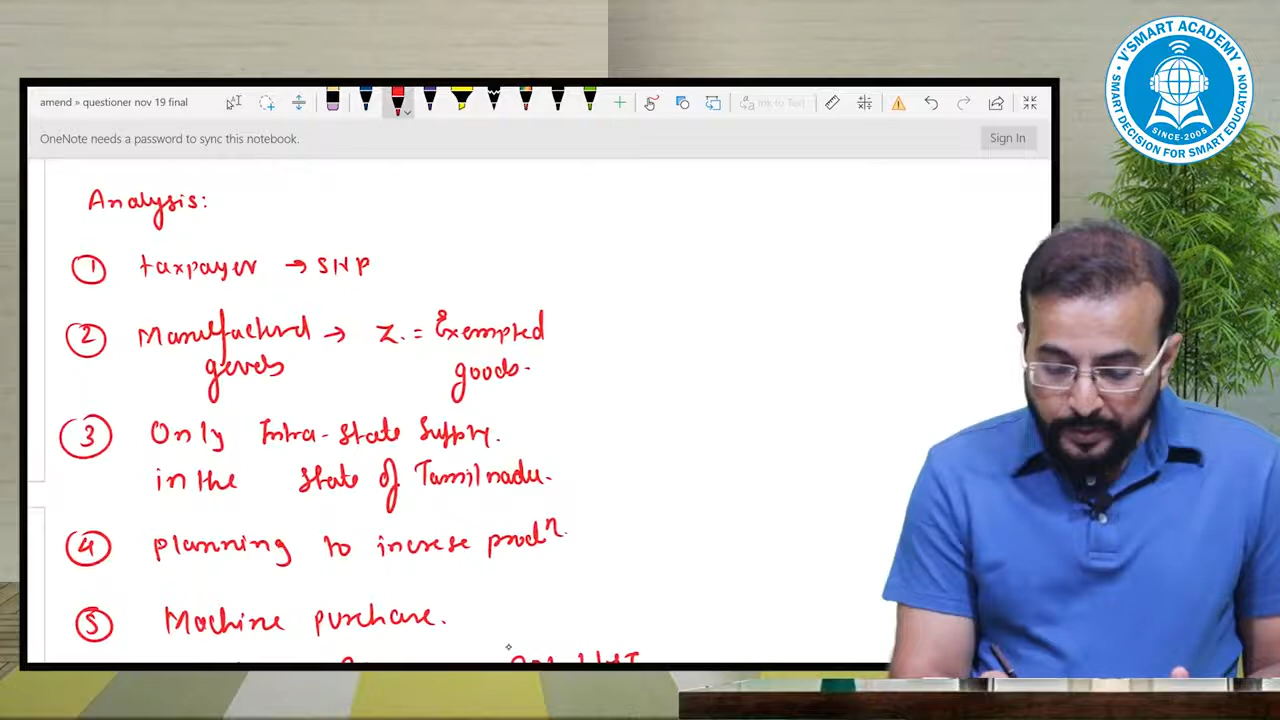 V'SMART ACADEMY
SMART DECISION FOR SMART EDUCATION
SINCE-2005
amend » questioner nov 19 final
OneNote needs a password to sync this notebook.
Sign In
Analysis:
① taxpayer → SNP
② Manufactured → Z. = Exempted
goods goods.
③ Only Intra-state Supply.
in the state of Tamilnadu.
④ planning to increse prodⁿ.
⑤ Machine purchase.